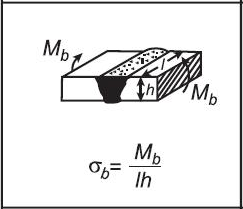 M_b
l
h
M_b
σ_b = M_b / lh